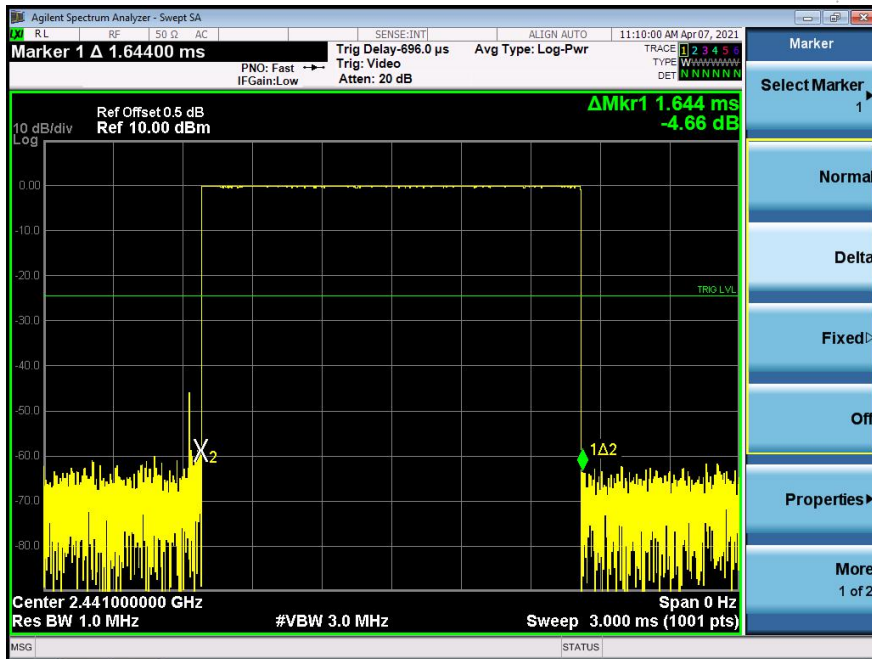 Agilent Spectrum Analyzer - Swept SA
LXI RL RF 50 Ω AC SENSE:INT ALIGN AUTO 11:10:00 AM Apr 07, 2021
Marker 1 Δ 1.64400 ms
PNO: Fast
IFGain:Low
Trig Delay-696.0 µs
Trig: Video
Atten: 20 dB
Avg Type: Log-Pwr
TRACE 1 2 3 4 5 6
TYPE WWWWWW
DET N N N N N N
10 dB/div
Log
Ref Offset 0.5 dB
Ref 10.00 dBm
ΔMkr1 1.644 ms
-4.66 dB
0.00
-10.0
-20.0
TRIG LVL
-30.0
-40.0
-50.0
-60.0
2
1Δ2
-70.0
-80.0
Center 2.441000000 GHz
Span 0 Hz
Res BW 1.0 MHz
#VBW 3.0 MHz
Sweep 3.000 ms (1001 pts)
MSG
STATUS
Marker
Select Marker
1
Normal
Delta
Fixed
Off
Properties
More
1 of 2